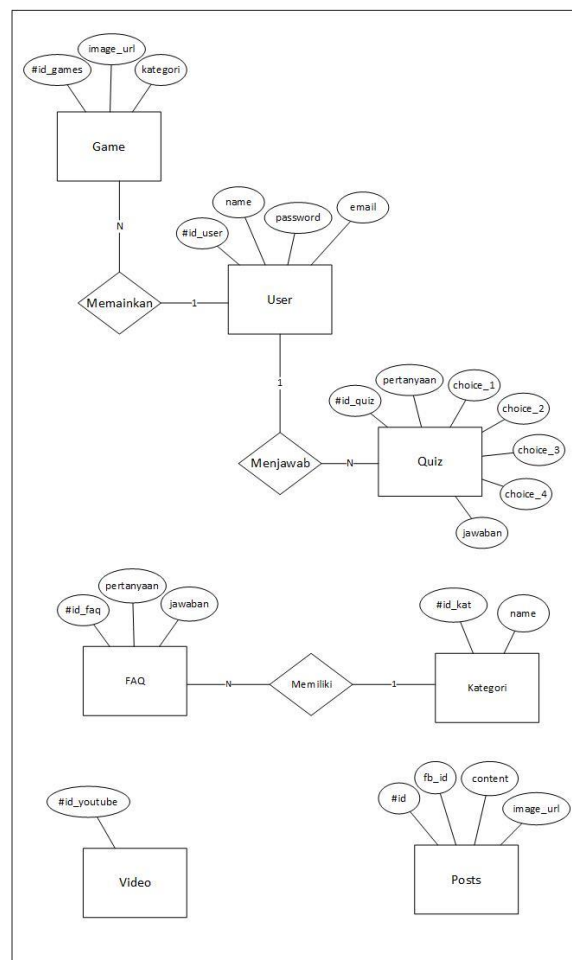 image_url
#id_games
kategori
Game
N
name
password
email
#id_user
User
Memainkan
1
1
pertanyaan
choice_1
#id_quiz
choice_2
choice_3
choice_4
Quiz
Menjawab
N
jawaban
pertanyaan
#id_faq
jawaban
FAQ
N
Memiliki
1
#id_kat
name
Kategori
#id_youtube
Video
fb_id
content
#id
image_url
Posts